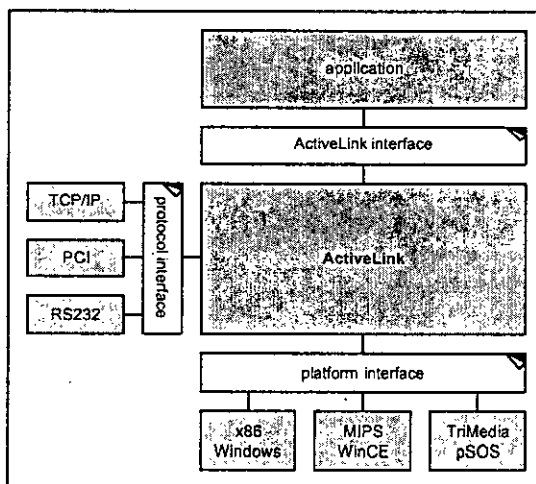 application
ActiveLink interface
TCP/IP
PCI
RS232
protocol interface
ActiveLink
platform interface
x86
Windows
MIPS
WinCE
TriMedia
pSOS